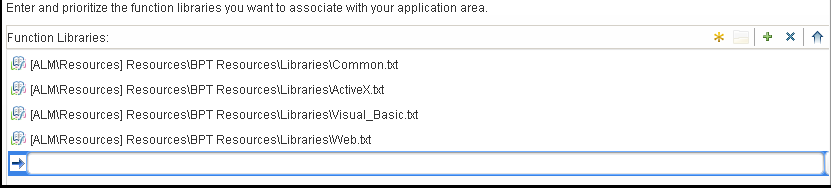 Enter and prioritize the function libraries you want to associate with your application area.
Function Libraries:
[ALM\Resources] Resources\BPT Resources\Libraries\Common.txt
[ALM\Resources] Resources\BPT Resources\Libraries\ActiveX.txt
[ALM\Resources] Resources\BPT Resources\Libraries\Visual_Basic.txt
[ALM\Resources] Resources\BPT Resources\Libraries\Web.txt